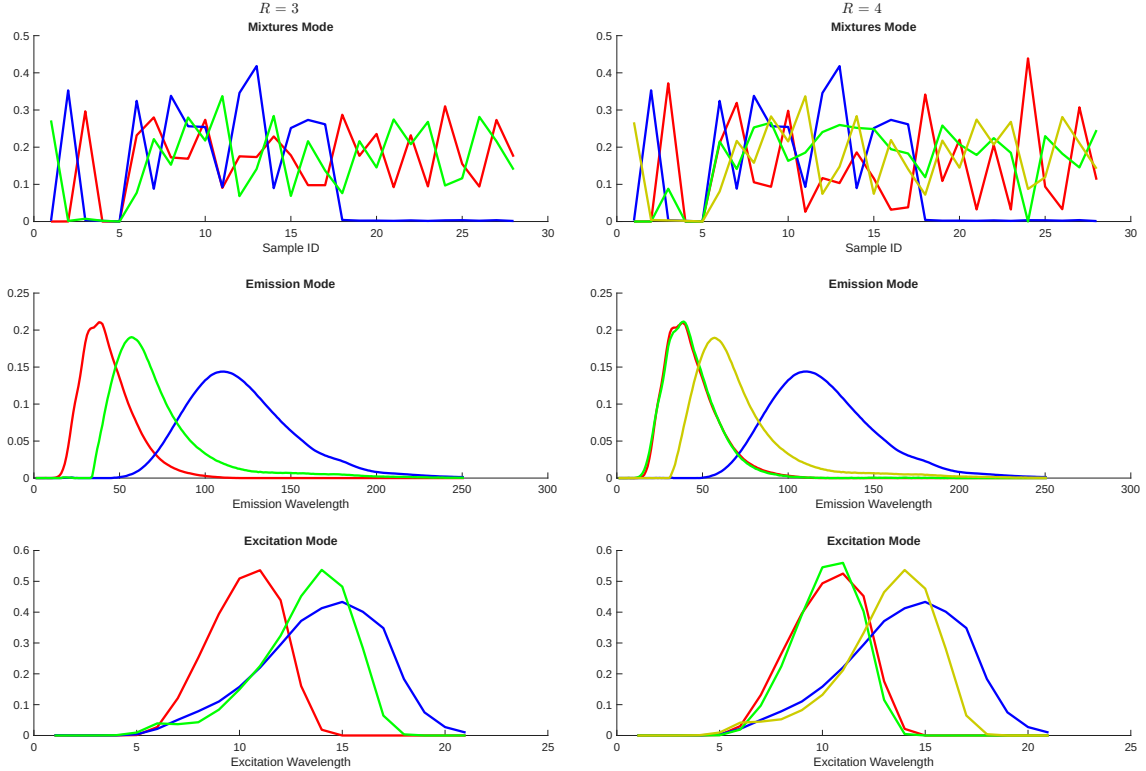 R = 3
Mixtures Mode
0.5
0.4
0.3
0.2
0.1
0
0 5 10 15 20 25 30
Sample ID
Emission Mode
0.25
0.2
0.15
0.1
0.05
0
0 50 100 150 200 250 300
Emission Wavelength
Excitation Mode
0.6
0.5
0.4
0.3
0.2
0.1
0
0 5 10 15 20 25
Excitation Wavelength
R = 4
Mixtures Mode
0.5
0.4
0.3
0.2
0.1
0
0 5 10 15 20 25 30
Sample ID
Emission Mode
0.25
0.2
0.15
0.1
0.05
0
0 50 100 150 200 250 300
Emission Wavelength
Excitation Mode
0.6
0.5
0.4
0.3
0.2
0.1
0
0 5 10 15 20 25
Excitation Wavelength